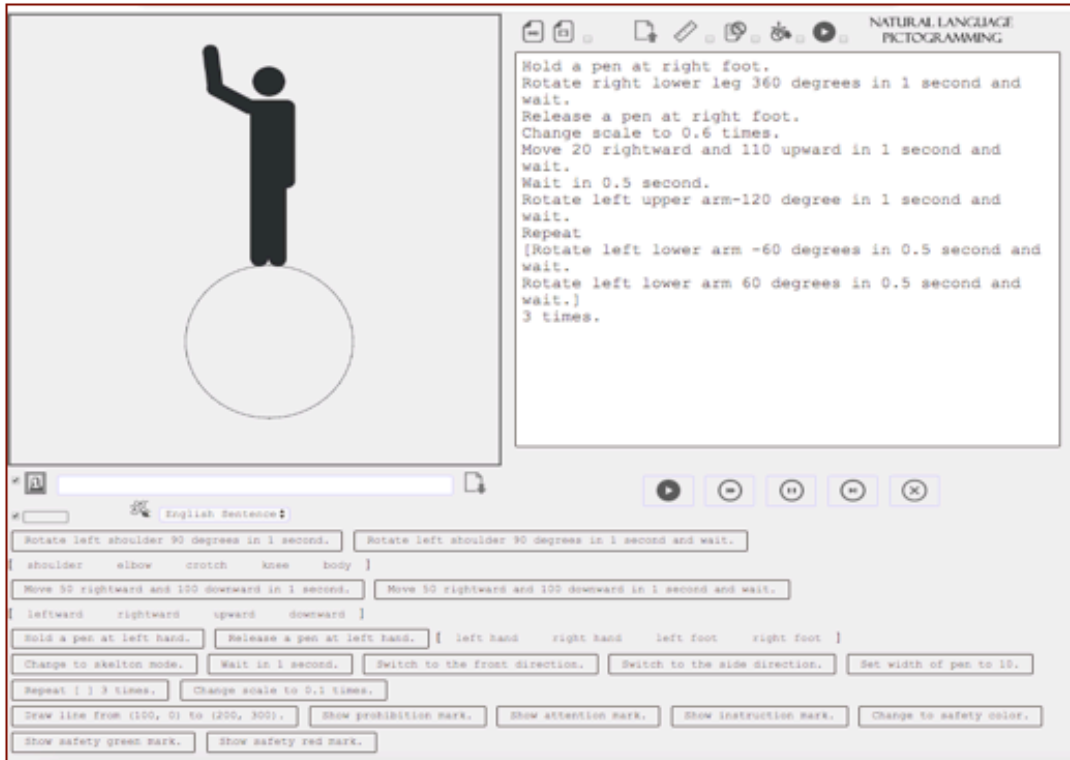 NATURAL LANGUAGE
PICTOGRAMMING
Hold a pen at right foot.
Rotate right lower leg 360 degrees in 1 second and
wait.
Release a pen at right foot.
Change scale to 0.6 times.
Move 20 rightward and 110 upward in 1 second and
wait.
Wait in 0.5 second.
Rotate left upper arm-120 degree in 1 second and
wait.
Repeat
[Rotate left lower arm -60 degrees in 0.5 second and
wait.
Rotate left lower arm 60 degrees in 0.5 second and
wait.]
3 times.
English Sentence
Rotate left shoulder 90 degrees in 1 second. Rotate left shoulder 90 degrees in 1 second and wait.
[ shoulder elbow crotch knee body ]
Move 50 rightward and 100 downward in 1 second. Move 50 rightward and 100 downward in 1 second and wait.
[ leftward rightward upward downward ]
Hold a pen at left hand. Release a pen at left hand. [ left hand right hand left foot right foot ]
Change to skelton mode. Wait in 1 second. Switch to the front direction. Switch to the side direction. Set width of pen to 10.
Repeat [ ] 3 times. Change scale to 0.1 times.
Draw line from (100, 0) to (200, 300). Show prohibition mark. Show attention mark. Show instruction mark. Change to safety color.
Show safety green mark. Show safety red mark.